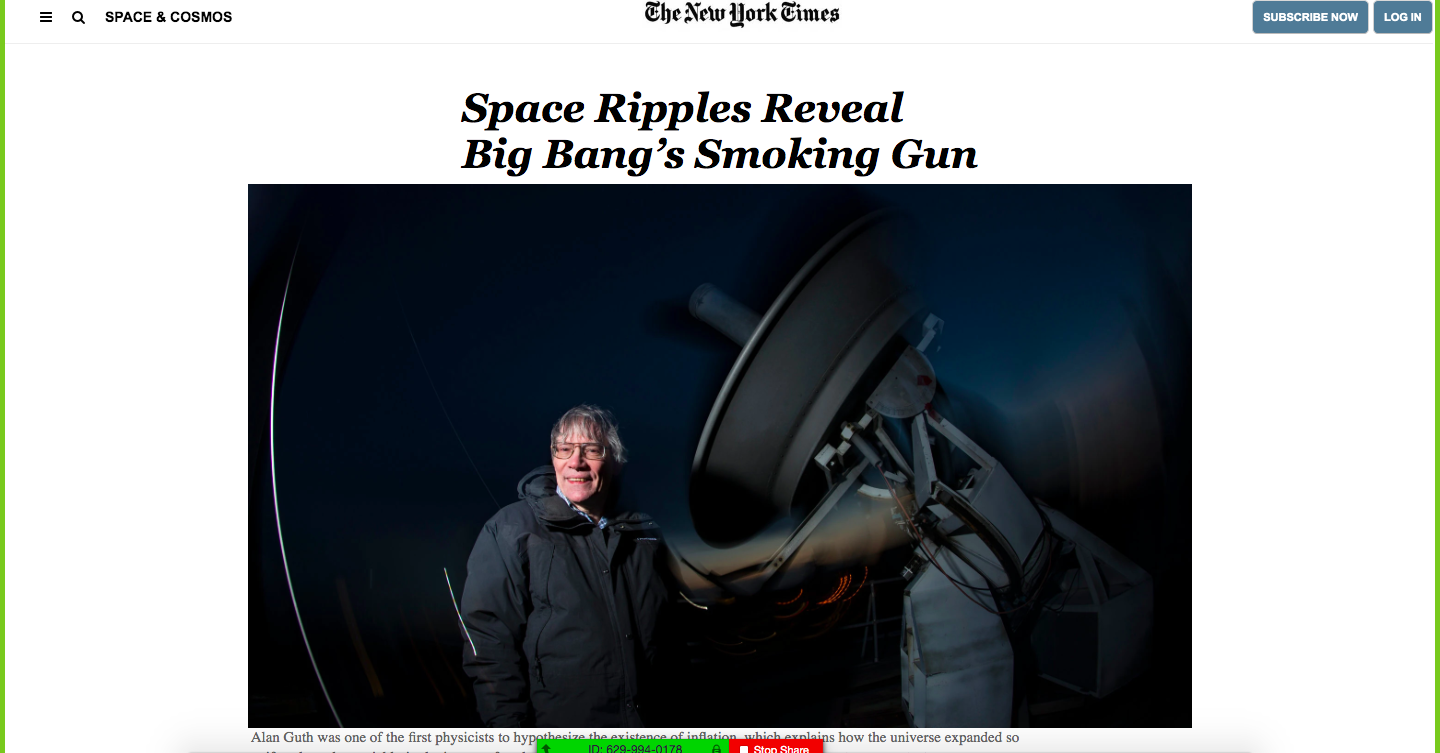 SPACE & COSMOS
The New York Times
SUBSCRIBE NOW
LOG IN
Space Ripples Reveal
Big Bang’s Smoking Gun
Alan Guth was one of the first physicists to hypothesize the existence of inflation, which explains how the universe expanded so
ID: 629-994-0178
Stop Share